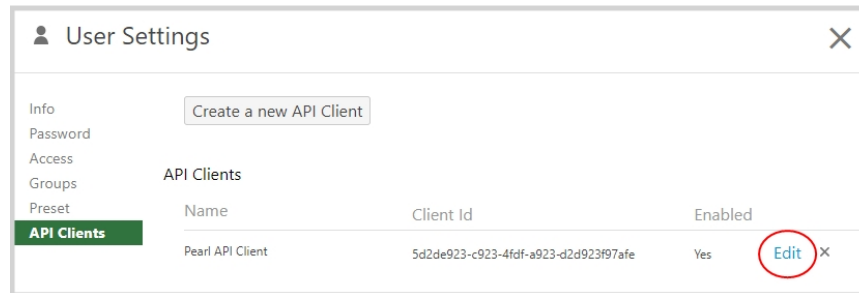 User Settings
Info
Password
Access
Groups
Preset
API Clients
Create a new API Client
API Clients
Name Client Id Enabled
Pearl API Client 5d2de923-c923-4fdf-a923-d2d923f97afe Yes Edit ×